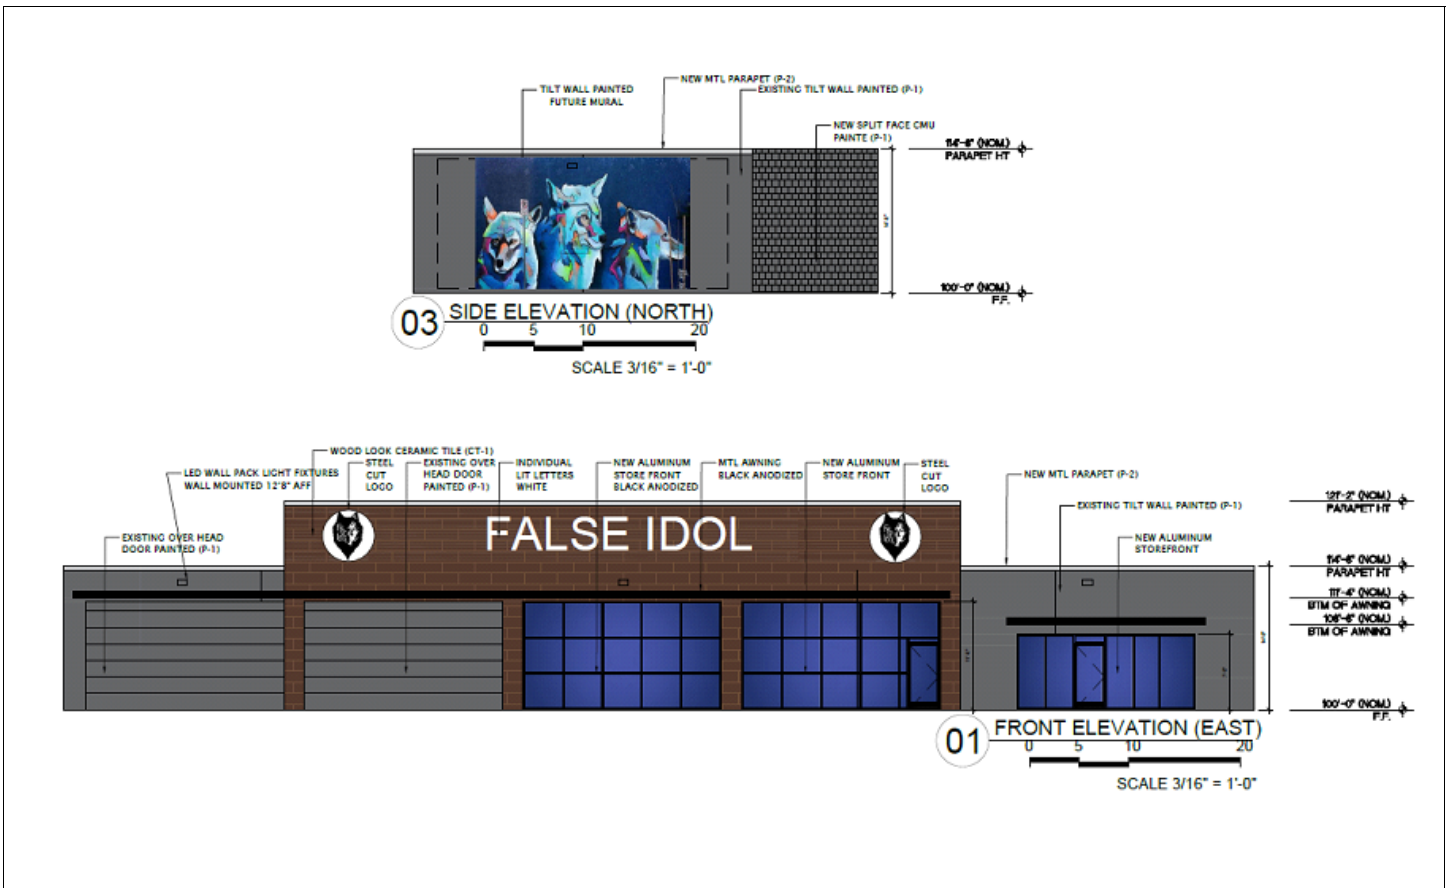 NEW MTL PARAPET (P-2)
TILT WALL PAINTED
FUTURE MURAL
EXISTING TILT WALL PAINTED (P-1)
NEW SPLIT FACE CMU
PAINTE (P-1)
114'-6" (NOM.)
PARAPET HT
100'-0" (NOM.)
F.F.
03
SIDE ELEVATION (NORTH)
0 5 10 20
SCALE 3/16" = 1'-0"
WOOD LOOK CERAMIC TILE (CT-1)
LED WALL PACK LIGHT FIXTURES
WALL MOUNTED 12'8" AFF
STEEL
CUT
LOGO
EXISTING OVER
HEAD DOOR
PAINTED (P-1)
INDIVIDUAL
LIT LETTERS
WHITE
NEW ALUMINUM
STORE FRONT
BLACK ANODIZED
MTL AWNING
BLACK ANODIZED
NEW ALUMINUM
STORE FRONT
STEEL
CUT
LOGO
NEW MTL PARAPET (P-2)
EXISTING TILT WALL PAINTED (P-1)
NEW ALUMINUM
STOREFRONT
EXISTING OVER HEAD
DOOR PAINTED (P-1)
FALSE IDOL
121'-2" (NOM.)
PARAPET HT
114'-6" (NOM.)
PARAPET HT
111'-4" (NOM.)
BTM OF AWNING
108'-6" (NOM.)
BTM OF AWNING
100'-0" (NOM.)
F.F.
01
FRONT ELEVATION (EAST)
0 5 10 20
SCALE 3/16" = 1'-0"